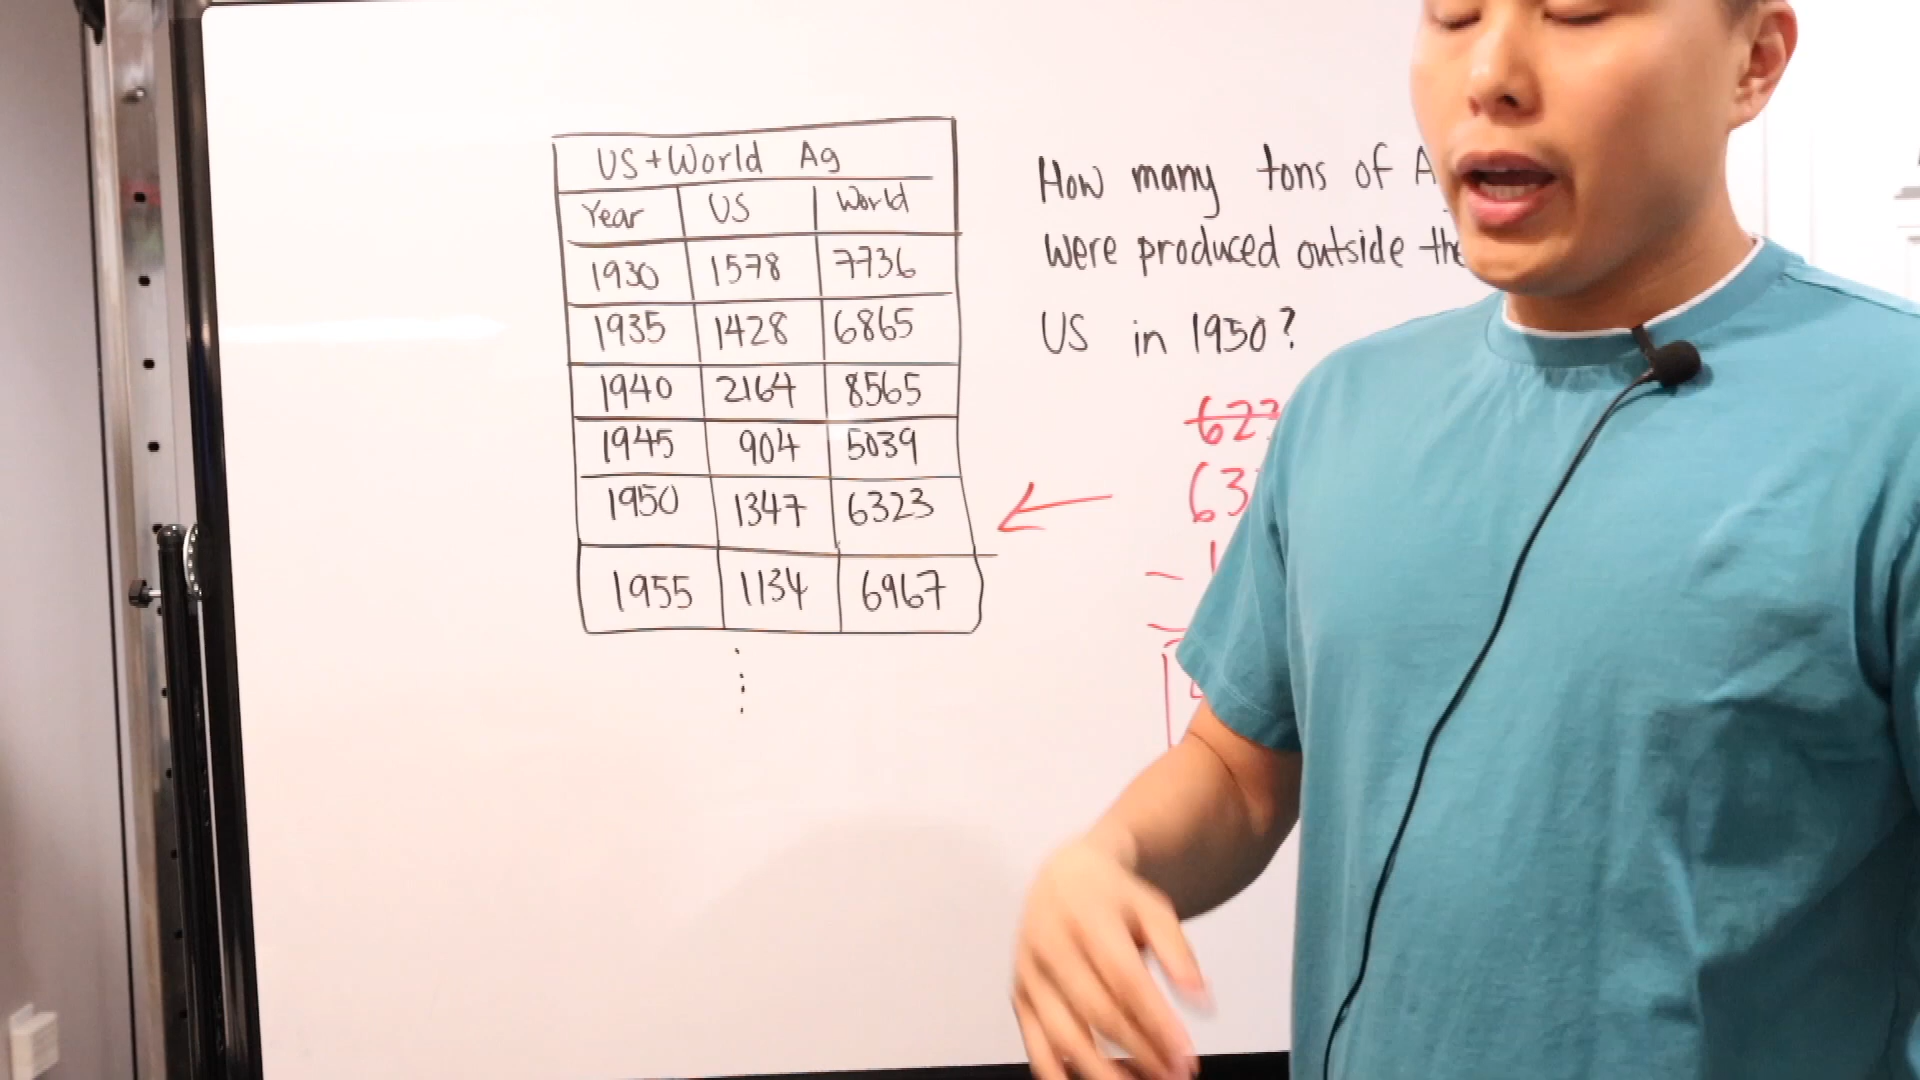 US + World Ag
Year US World
1930 1578 7736
1935 1428 6865
1940 2164 8565
1945 904 5039
1950 1347 6323
1955 1134 6967
How many tons of A
were produced outside the
US in 1950?
62
63
-